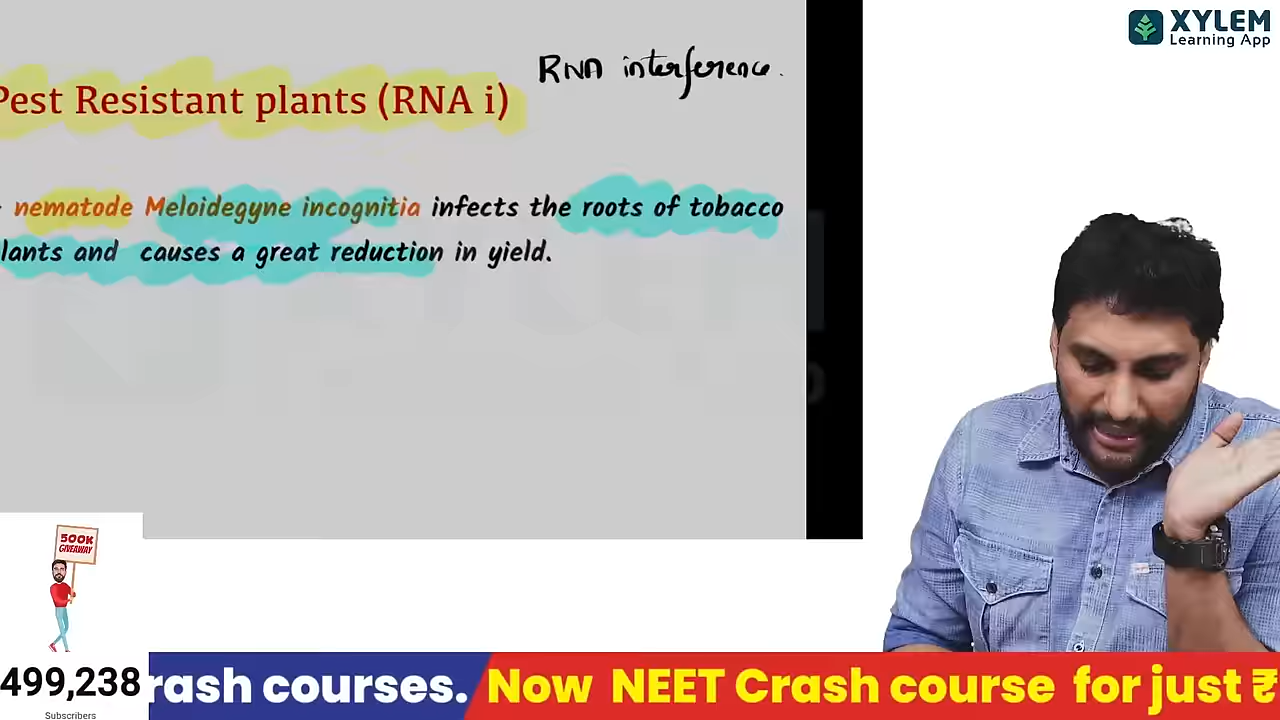 XYLEM
Learning App
RNA interference.
Pest Resistant plants (RNA i)
nematode Meloidegyne incognitia infects the roots of tobacco
lants and causes a great reduction in yield.
500K
GIVEAWAY
499,238
Subscribers
rash courses. Now NEET Crash course for just ₹